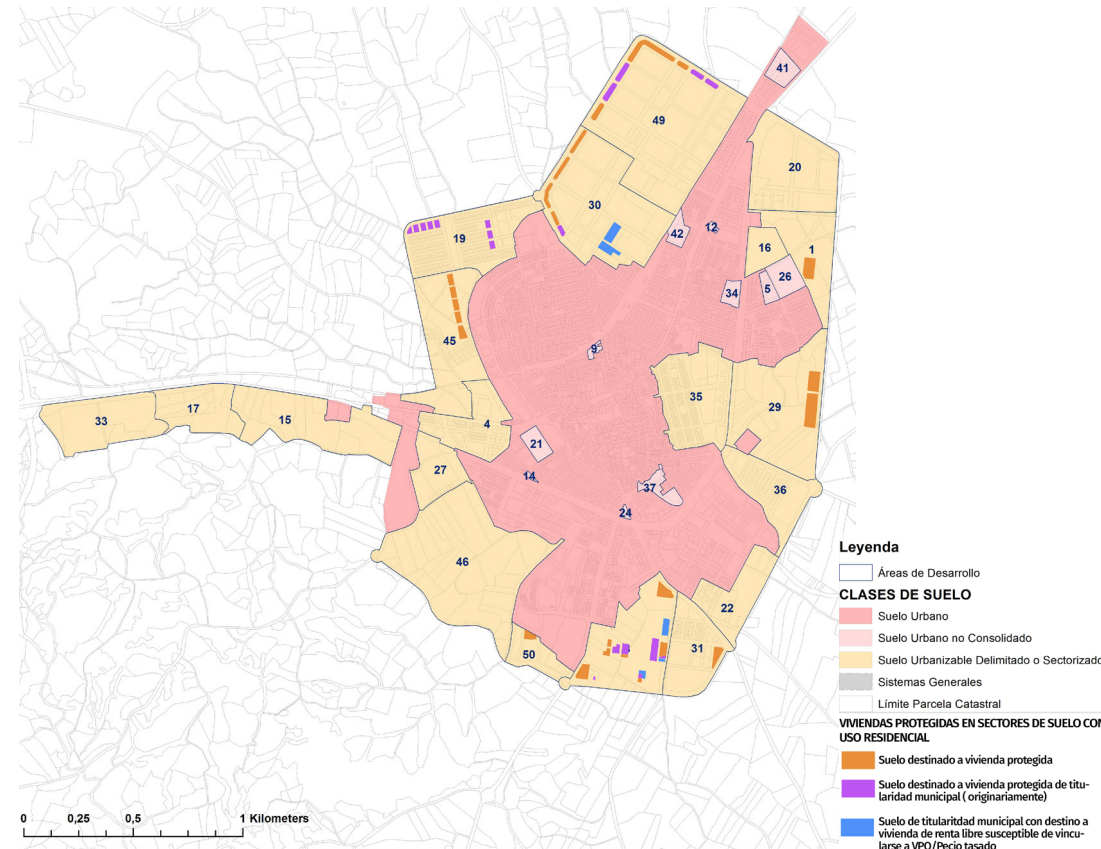 41
49
20
30
12
42
19
16
1
26
5
34
45
9
35
33
17
15
4
29
21
27
14
37
36
24
46
22
50
31
Leyenda
Áreas de Desarrollo
CLASES DE SUELO
Suelo Urbano
Suelo Urbano no Consolidado
Suelo Urbanizable Delimitado o Sectorizado
Sistemas Generales
Límite Parcela Catastral
VIVIENDAS PROTEGIDAS EN SECTORES DE SUELO CON
USO RESIDENCIAL
Suelo destinado a vivienda protegida
Suelo destinado a vivienda protegida de titu-
laridad municipal ( originariamente)
Suelo de titularitdad municipal con destino a
vivienda de renta libre susceptible de vincu-
larse a VPO/Pecio tasado
0 0,25 0,5 1 Kilometers